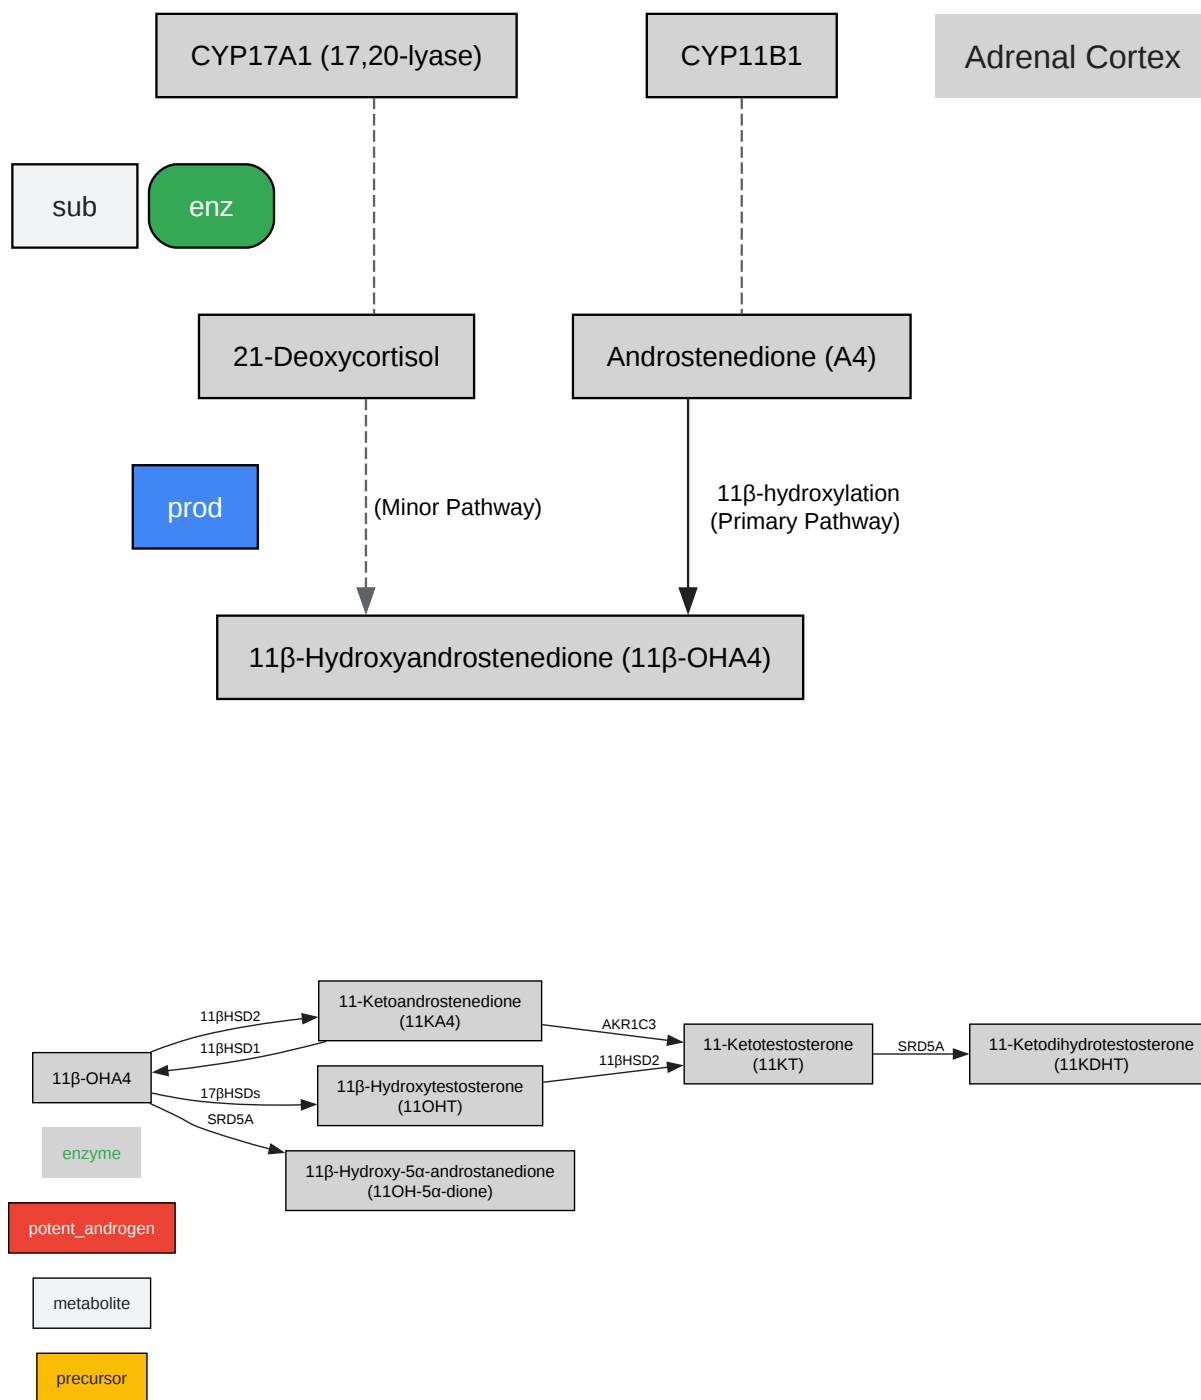 CYP17A1 (17,20-lyase)
CYP11B1
Adrenal Cortex
sub
enz
21-Deoxycortisol
Androstenedione (A4)
prod
(Minor Pathway)
11β-hydroxylation
(Primary Pathway)
11β-Hydroxyandrostenedione (11β-OHA4)
11βHSD2
11-Ketoandrostenedione
(11KA4)
AKR1C3
11βHSD1
11βHSD2
11-Ketotestosterone
(11KT)
SRD5A
11-Ketodihydrotestosterone
(11KDHT)
11β-OHA4
17βHSDs
11β-Hydroxytestosterone
(11OHT)
SRD5A
11β-Hydroxy-5α-androstanedione
(11OH-5α-dione)
enzyme
potent_androgen
metabolite
precursor